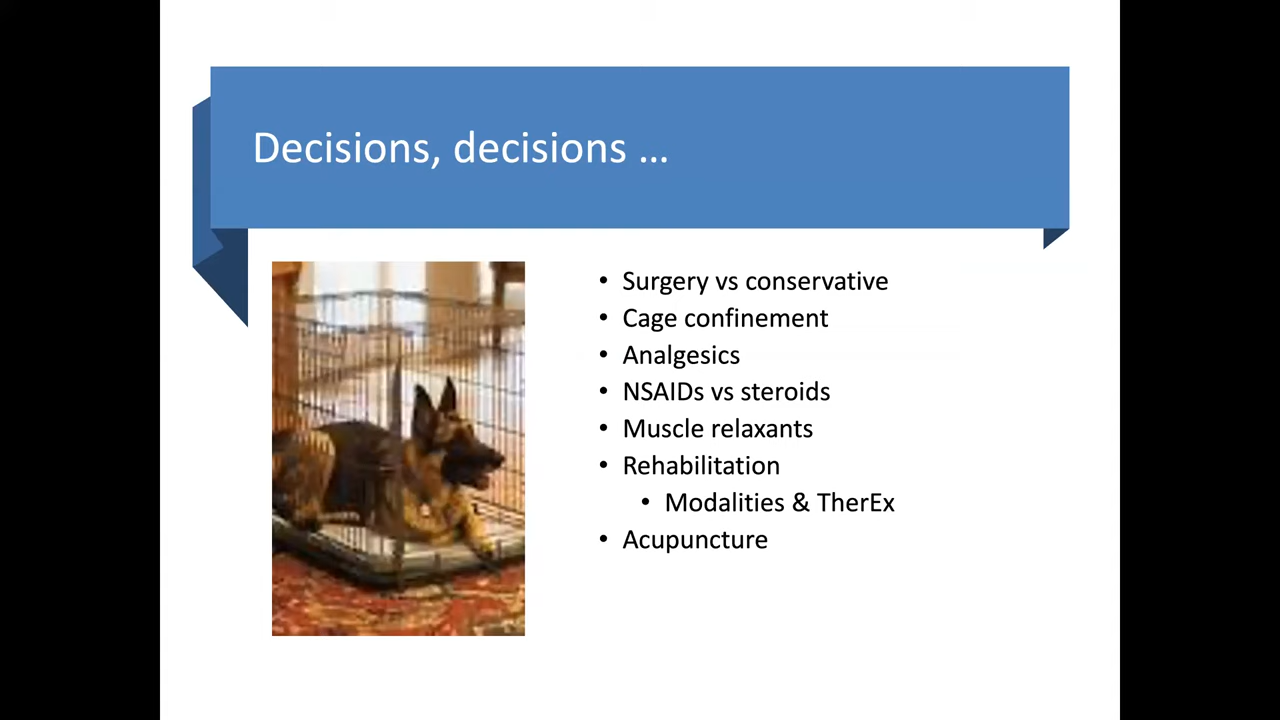 Decisions, decisions …
• Surgery vs conservative
• Cage confinement
• Analgesics
• NSAIDs vs steroids
• Muscle relaxants
• Rehabilitation
• Modalities & TherEx
• Acupuncture